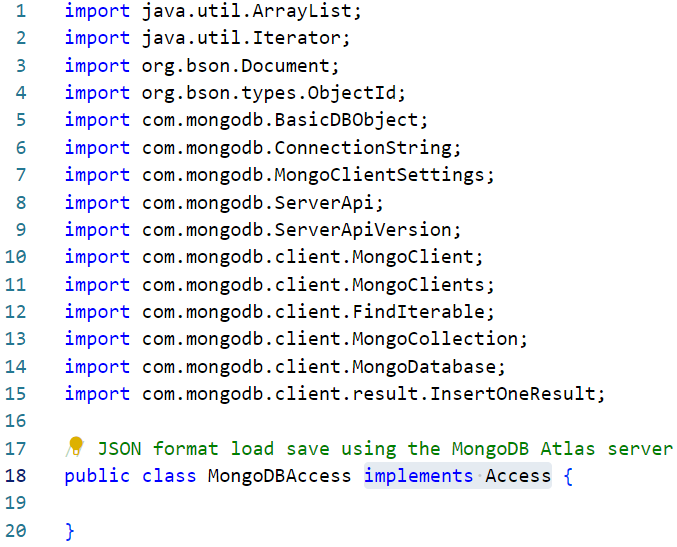 1 import java.util.ArrayList;
2 import java.util.Iterator;
3 import org.bson.Document;
4 import org.bson.types.ObjectId;
5 import com.mongodb.BasicDBObject;
6 import com.mongodb.ConnectionString;
7 import com.mongodb.MongoClientSettings;
8 import com.mongodb.ServerApi;
9 import com.mongodb.ServerApiVersion;
10 import com.mongodb.client.MongoClient;
11 import com.mongodb.client.MongoClients;
12 import com.mongodb.client.FindIterable;
13 import com.mongodb.client.MongoCollection;
14 import com.mongodb.client.MongoDatabase;
15 import com.mongodb.client.result.InsertOneResult;
16
17 JSON format load save using the MongoDB Atlas server
18 public class MongoDBAccess implements Access {
19
20 }